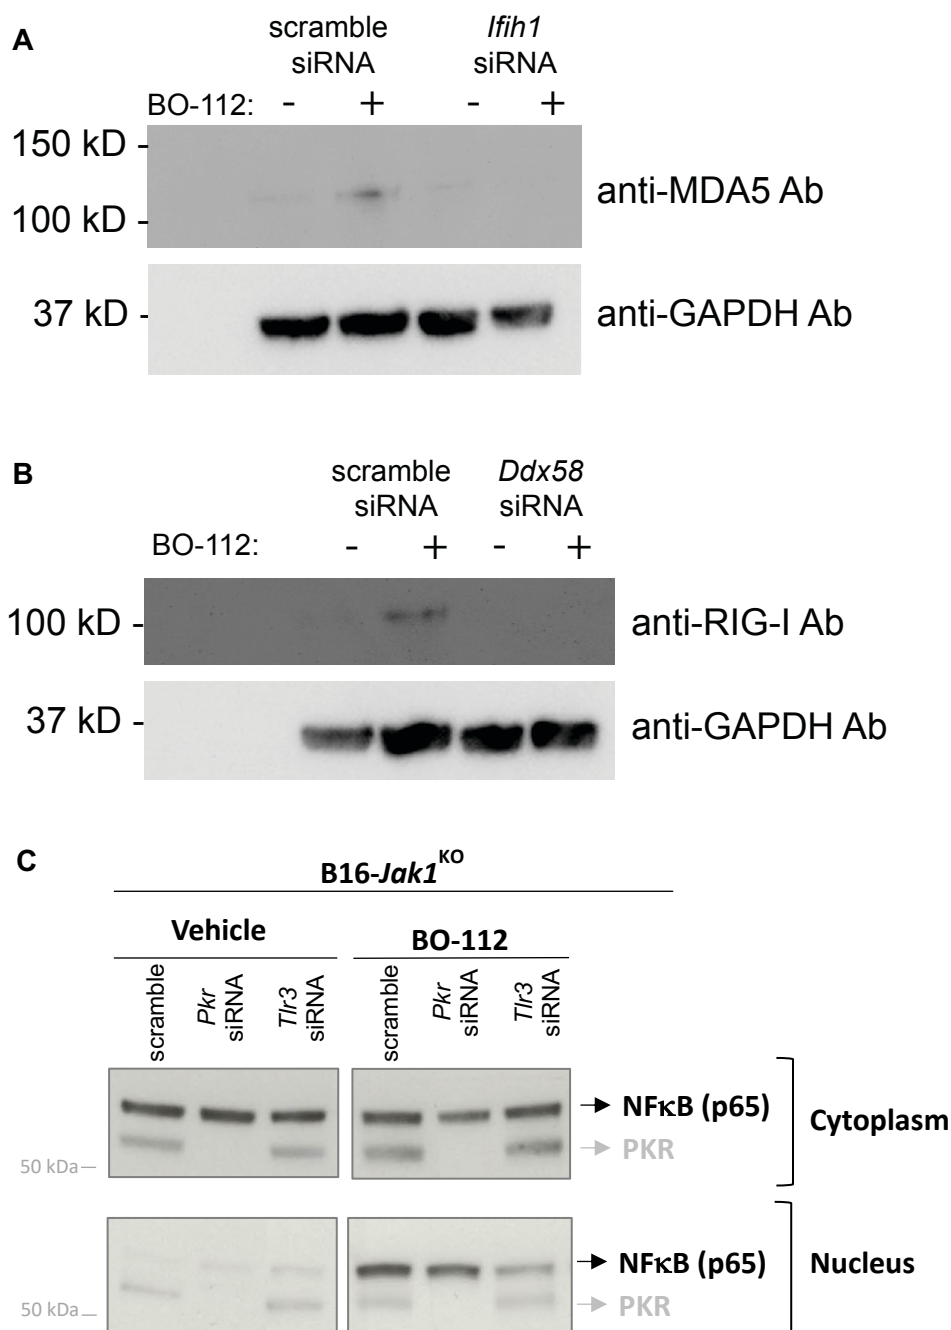 A
scramble siRNA
Ifih1 siRNA
BO-112: - + - +
150 kD -
100 kD -
anti-MDA5 Ab
37 kD -
anti-GAPDH Ab
B
scramble siRNA
Ddx58 siRNA
BO-112: - + - +
100 kD -
anti-RIG-I Ab
37 kD -
anti-GAPDH Ab
C
B16-Jak1KO
Vehicle
BO-112
scramble
Pkr siRNA
Tlr3 siRNA
scramble
Pkr siRNA
Tlr3 siRNA
NFκB (p65)
PKR
Cytoplasm
50 kDa
NFκB (p65)
PKR
Nucleus
50 kDa